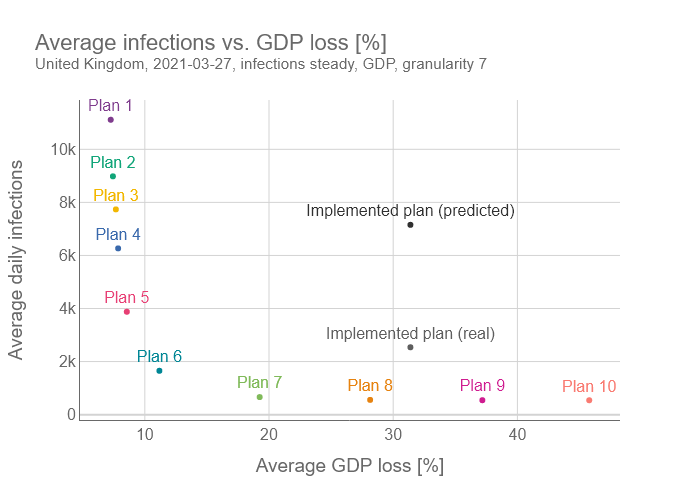 Average infections vs. GDP loss [%]
United Kingdom, 2021-03-27, infections steady, GDP, granularity 7
Plan 1
10k
Plan 2
Plan 3
8k
Implemented plan (predicted)
Plan 4
6k
Plan 5
4k
Implemented plan (real)
Plan 6
2k
Plan 7
Plan 8
Plan 9
Plan 10
0
10
20
30
40
Average GDP loss [%]
Average daily infections